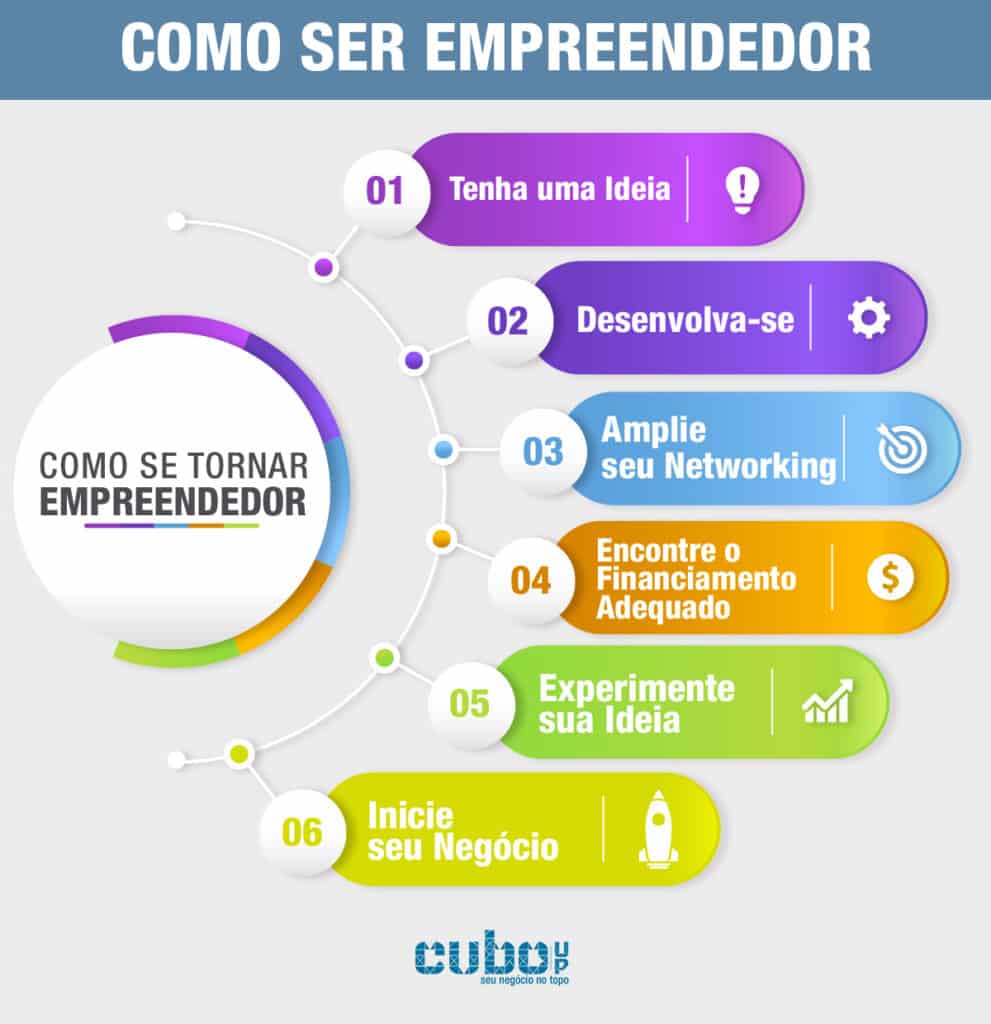 COMO SER EMPREENDEDOR
01
Tenha uma Ideia
02
Desenvolva-se
03
Amplie
seu Networking
COMO SE TORNAR
EMPREENDEDOR
04
Encontre o
Financiamento
Adequado
05
Experimente
sua Ideia
06
Inicie
seu Negócio
cubo UP
seu negócio no topo